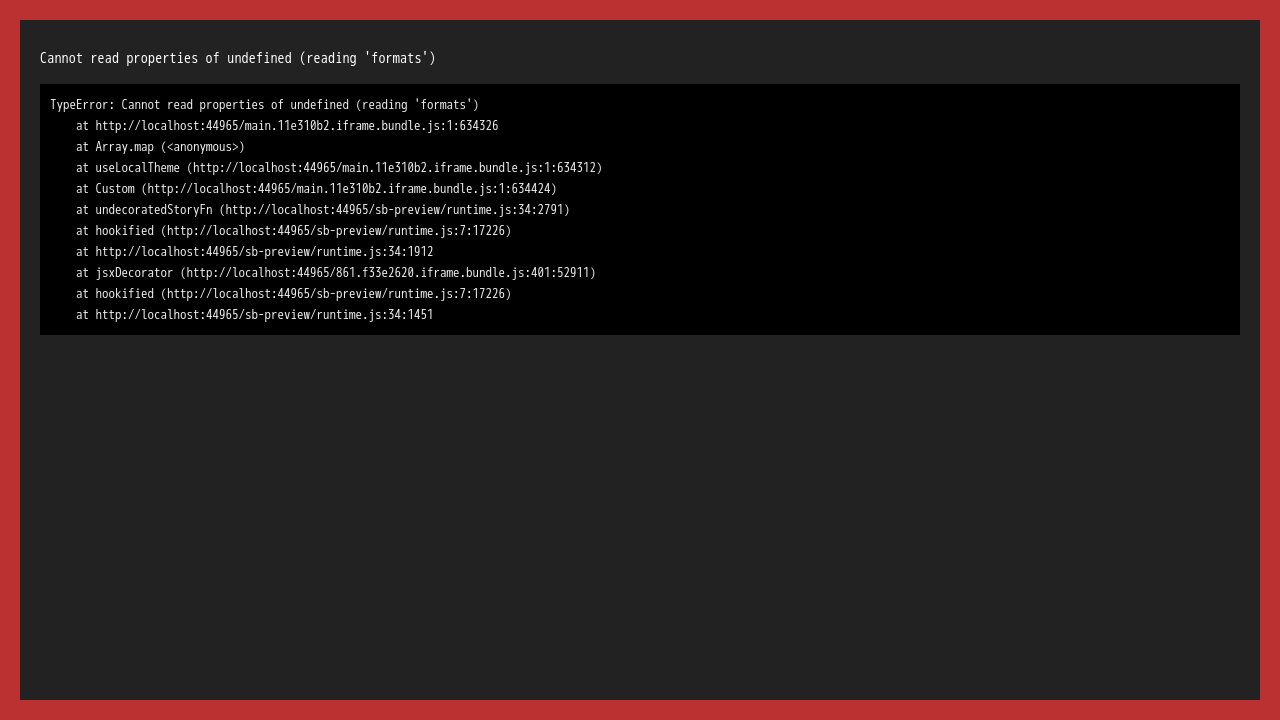 Cannot read properties of undefined (reading 'formats')
TypeError: Cannot read properties of undefined (reading 'formats')
    at http://localhost:44965/main.11e310b2.iframe.bundle.js:1:634326
    at Array.map (<anonymous>)
    at useLocalTheme (http://localhost:44965/main.11e310b2.iframe.bundle.js:1:634312)
    at Custom (http://localhost:44965/main.11e310b2.iframe.bundle.js:1:634424)
    at undecoratedStoryFn (http://localhost:44965/sb-preview/runtime.js:34:2791)
    at hookified (http://localhost:44965/sb-preview/runtime.js:7:17226)
    at http://localhost:44965/sb-preview/runtime.js:34:1912
    at jsxDecorator (http://localhost:44965/861.f33e2620.iframe.bundle.js:401:52911)
    at hookified (http://localhost:44965/sb-preview/runtime.js:7:17226)
    at http://localhost:44965/sb-preview/runtime.js:34:1451